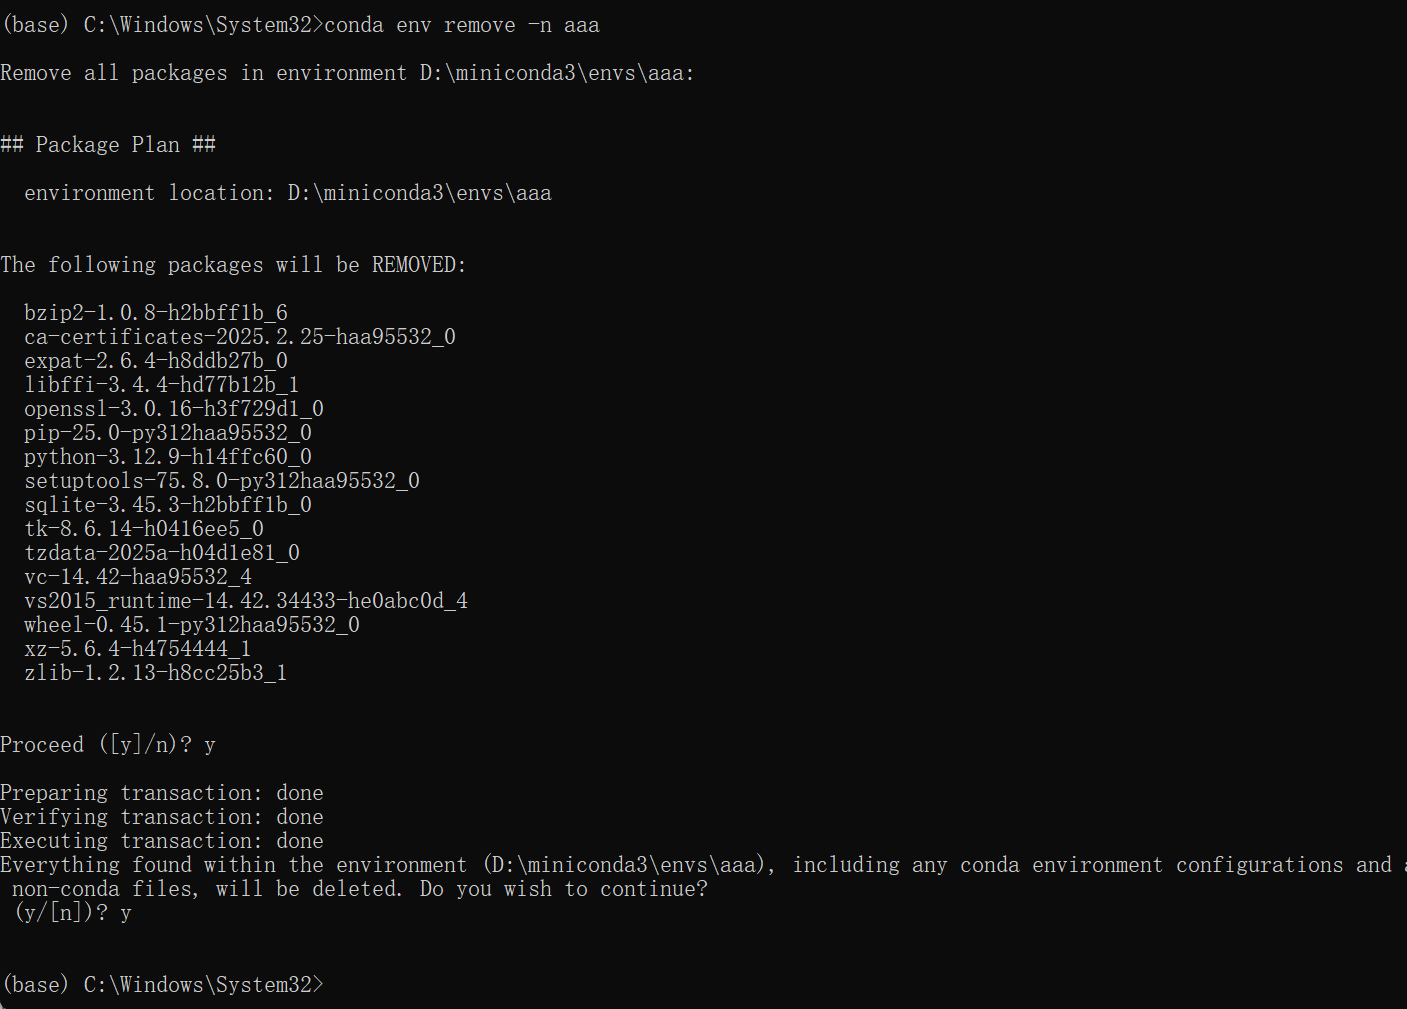 (base) C:\Windows\System32>conda env remove -n aaa
Remove all packages in environment D:\miniconda3\envs\aaa:
## Package Plan ##
environment location: D:\miniconda3\envs\aaa
The following packages will be REMOVED:
bzip2-1.0.8-h2bbff1b_6
ca-certificates-2025.2.25-haa95532_0
expat-2.6.4-h8ddb27b_0
libffi-3.4.4-hd77b12b_1
openssl-3.0.16-h3f729d1_0
pip-25.0-py312haa95532_0
python-3.12.9-h14ffc60_0
setuptools-75.8.0-py312haa95532_0
sqlite-3.45.3-h2bbff1b_0
tk-8.6.14-h0416ee5_0
tzdata-2025a-h04d1e81_0
vc-14.42-haa95532_4
vs2015_runtime-14.42.34433-he0abc0d_4
wheel-0.45.1-py312haa95532_0
xz-5.6.4-h4754444_1
zlib-1.2.13-h8cc25b3_1
Proceed ([y]/n)? y
Preparing transaction: done
Verifying transaction: done
Executing transaction: done
Everything found within the environment (D:\miniconda3\envs\aaa), including any conda environment configurations and
non-conda files, will be deleted. Do you wish to continue?
(y/[n])? y
(base) C:\Windows\System32>